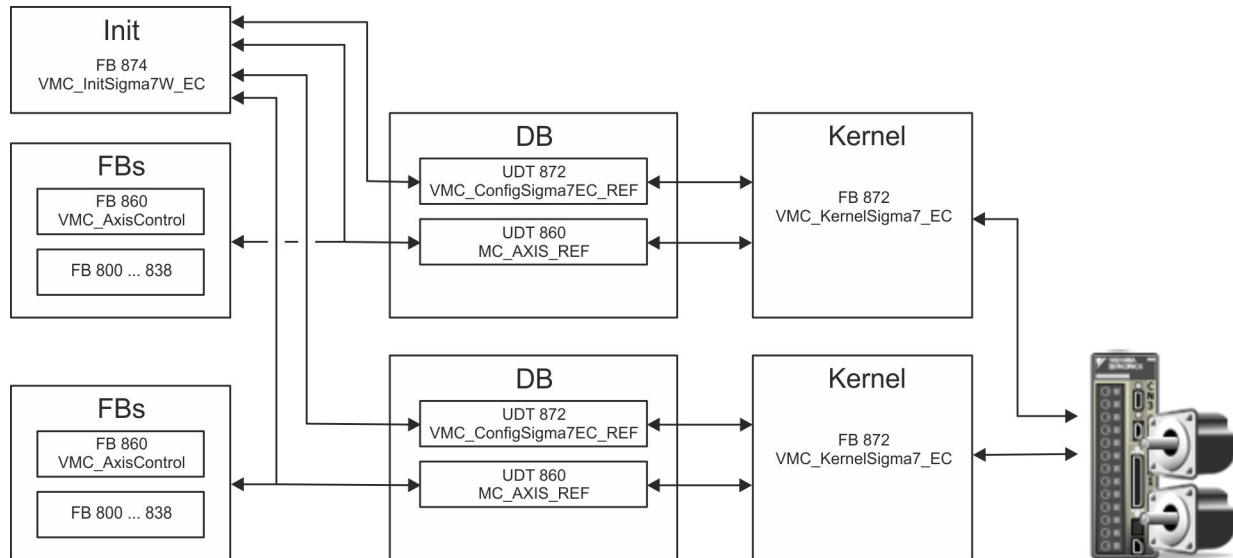 Init
FB 874
VMC_InitSigma7W_EC
FBs
FB 860
VMC_AxisControl
FB 800 ... 838
DB
UDT 872
VMC_ConfigSigma7EC_REF
UDT 860
MC_AXIS_REF
Kernel
FB 872
VMC_KernelSigma7_EC
FBs
FB 860
VMC_AxisControl
FB 800 ... 838
DB
UDT 872
VMC_ConfigSigma7EC_REF
UDT 860
MC_AXIS_REF
Kernel
FB 872
VMC_KernelSigma7_EC
CN3